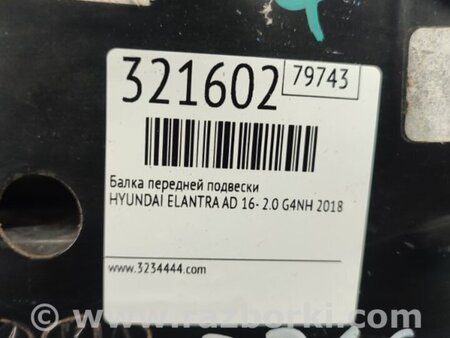 321602
79743
Балка передней подвески
HYUNDAI ELANTRA AD 16- 2.0 G4NH 2018
www.3234444.com
www.razborki.com